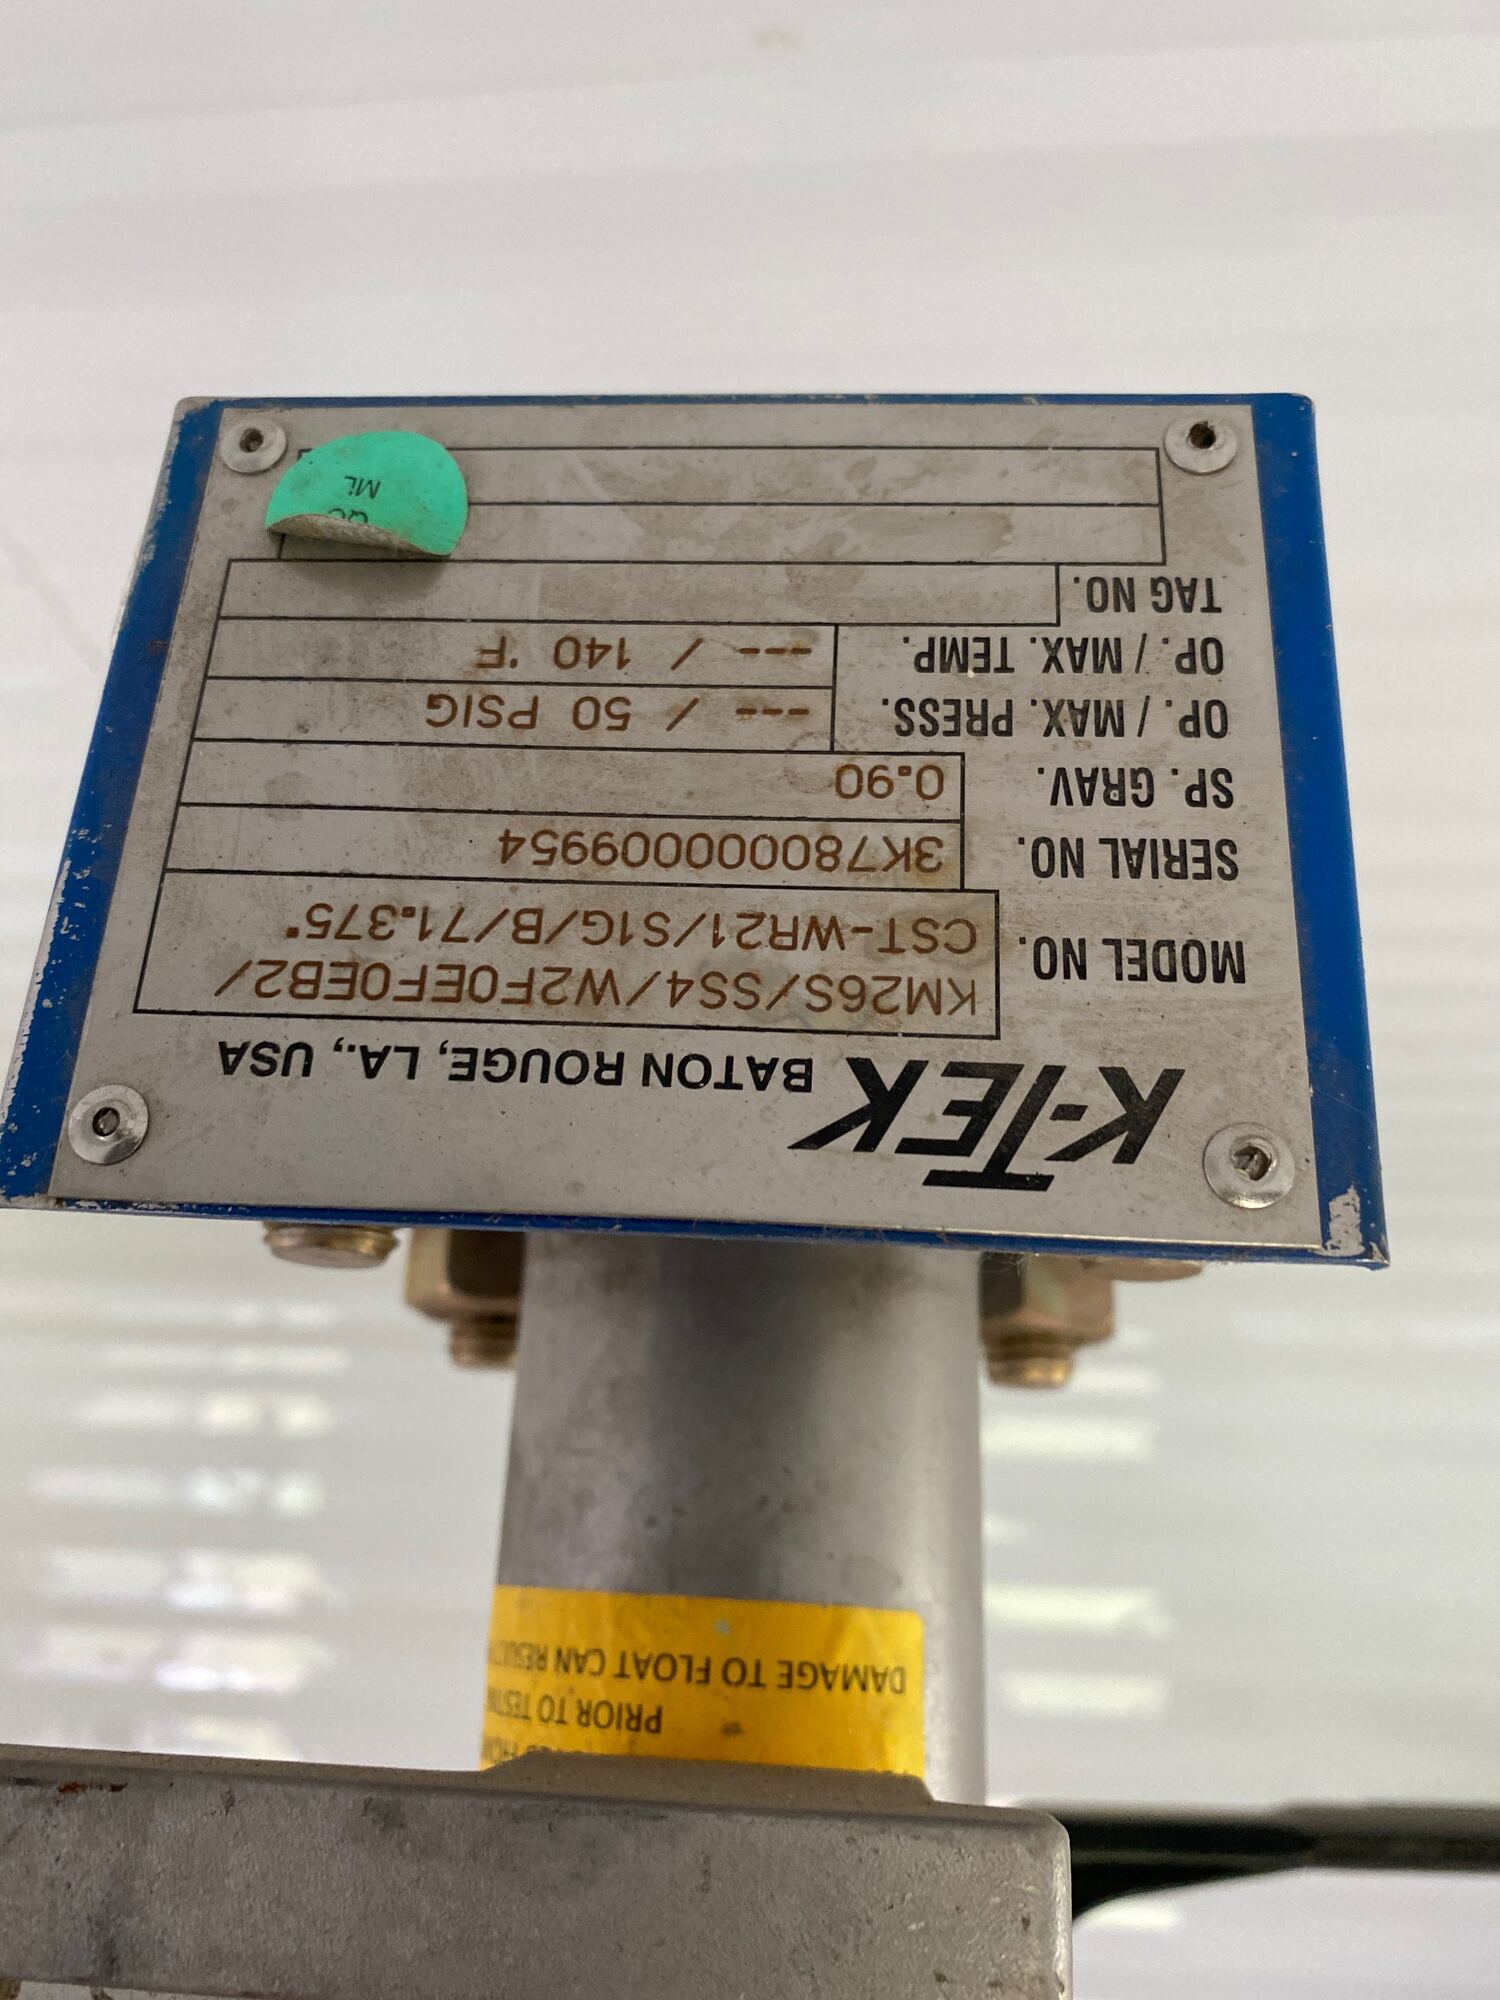 K-TEK BATON ROUGE, LA., USA
MODEL NO. KM26S/SS4/W2F0EF0EB2/
CST-WR21/S1G/B/71.375"
SERIAL NO. 3K7800000009954
SP. GRAV. 0.90
OP. / MAX. PRESS. --- / 50 PSIG
OP. / MAX. TEMP. --- / 140 °F
TAG NO.
QC
ML
PRIOR TO
DAMAGE TO FLOAT CAN